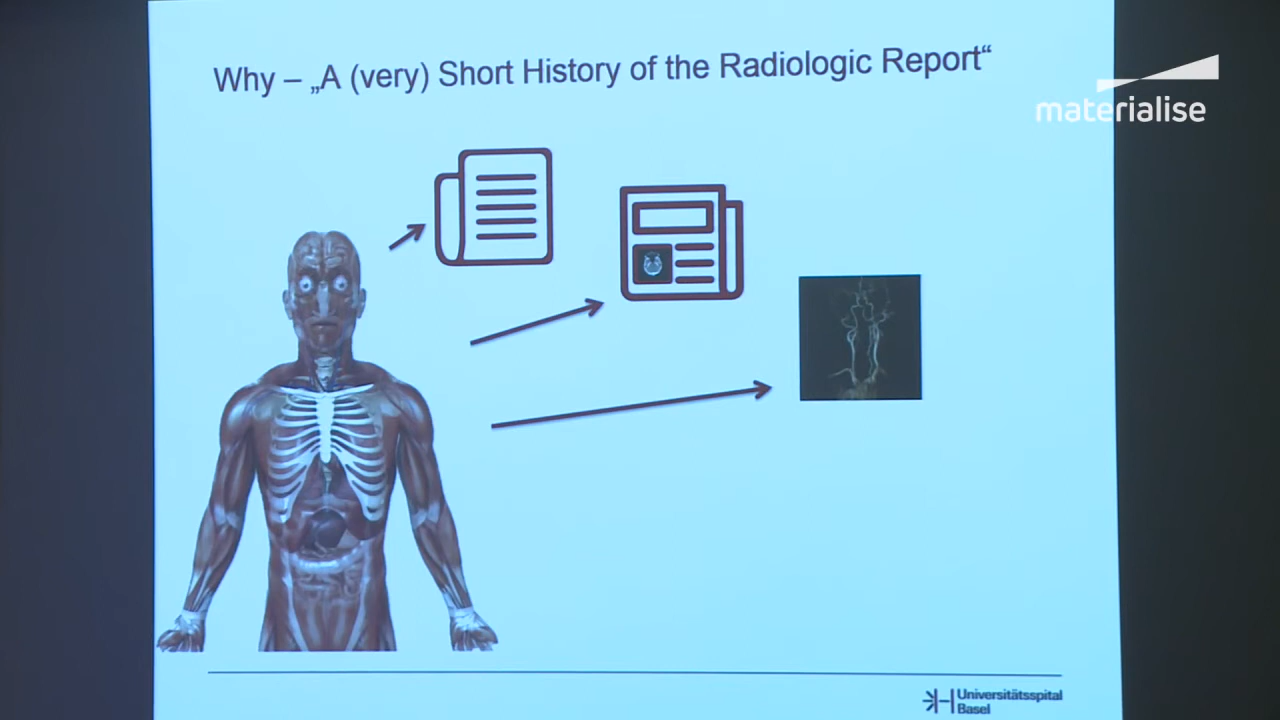 Why – „A (very) Short History of the Radiologic Report“
materialise
Universitätsspital
Basel